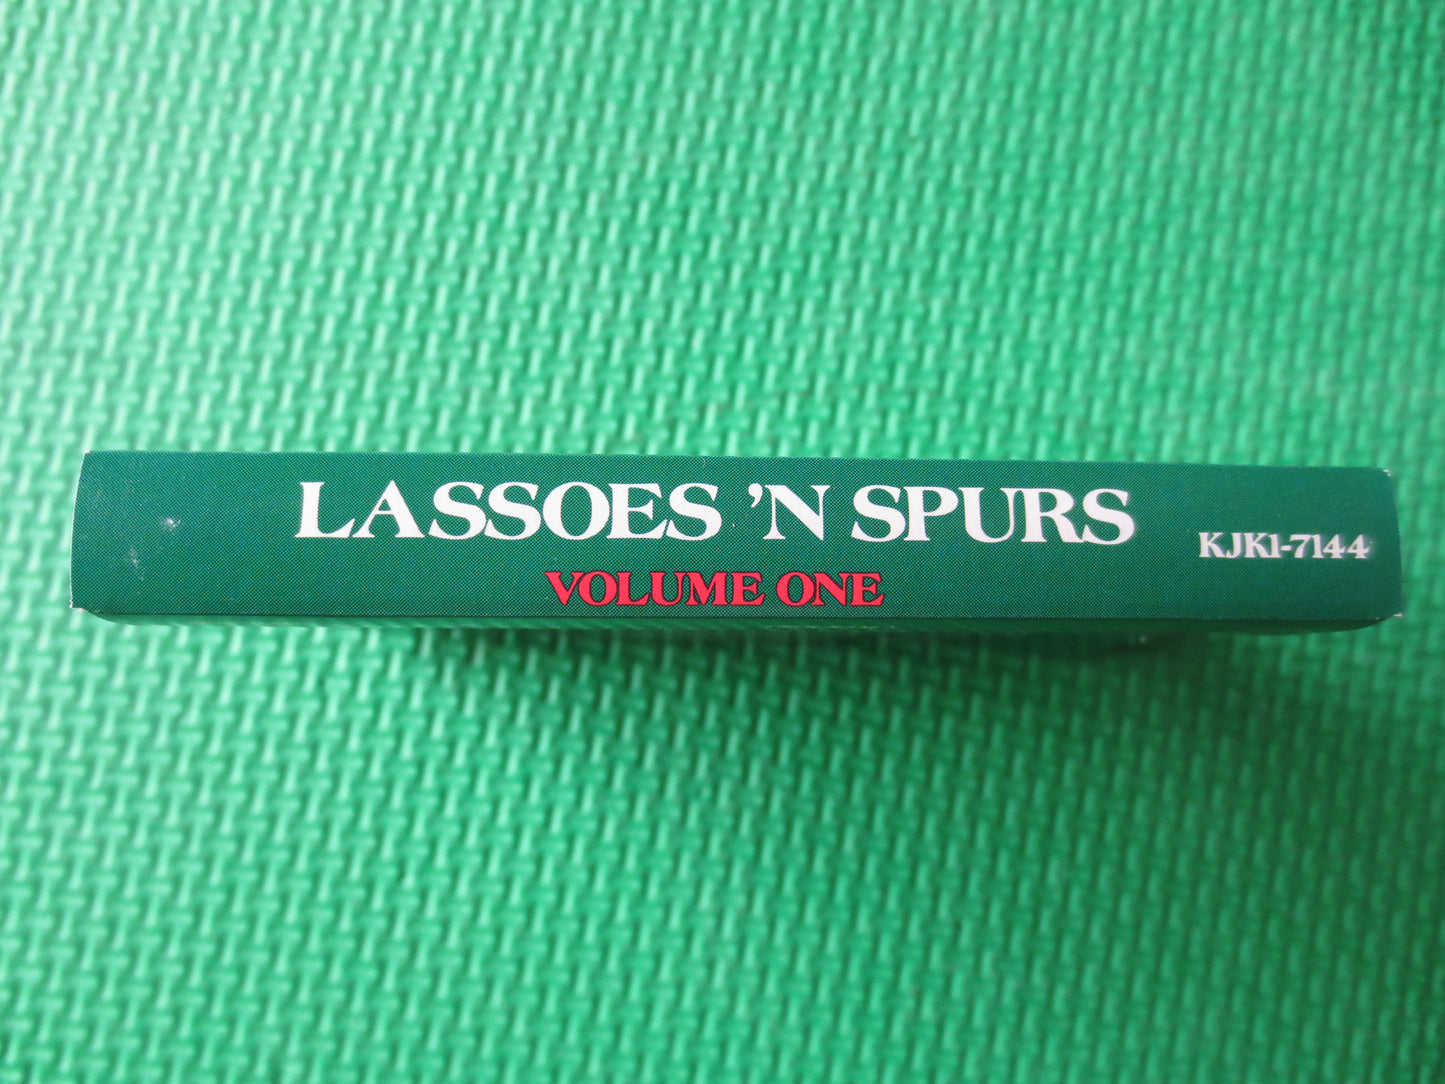 LASSOES 'N SPURS
KJK1-7144
VOLUME ONE